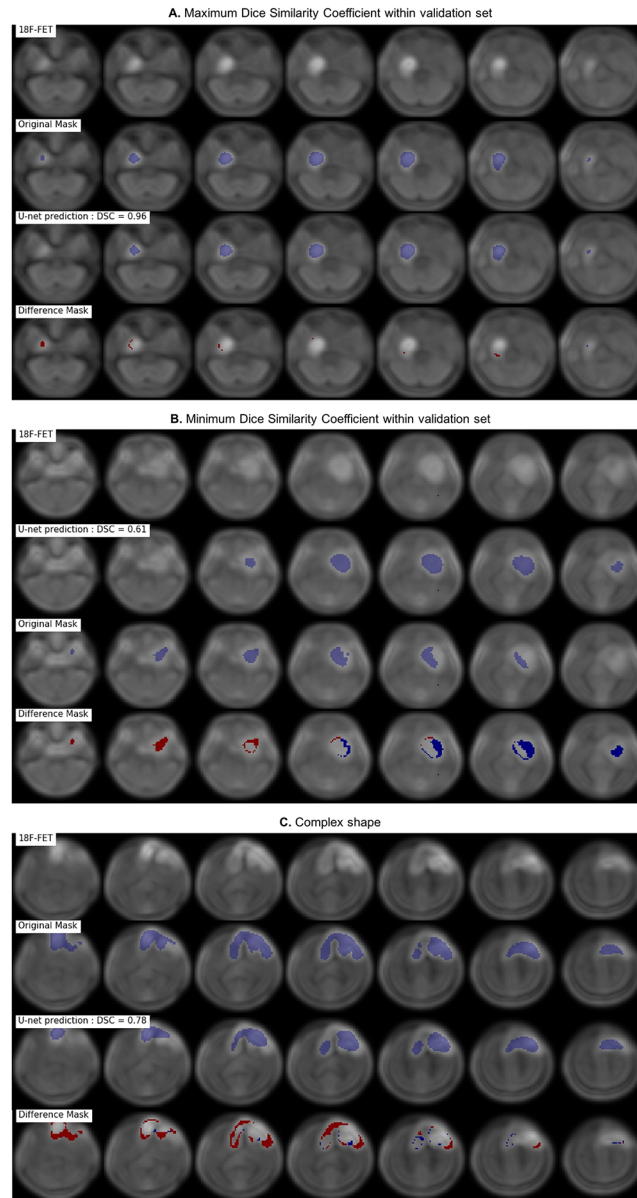 A. Maximum Dice Similarity Coefficient within validation set
18F-FET
Original Mask
U-net prediction : DSC = 0.96
Difference Mask
B. Minimum Dice Similarity Coefficient within validation set
18F-FET
U-net prediction : DSC = 0.61
Original Mask
Difference Mask
C. Complex shape
18F-FET
Original Mask
U-net prediction : DSC = 0.78
Difference Mask